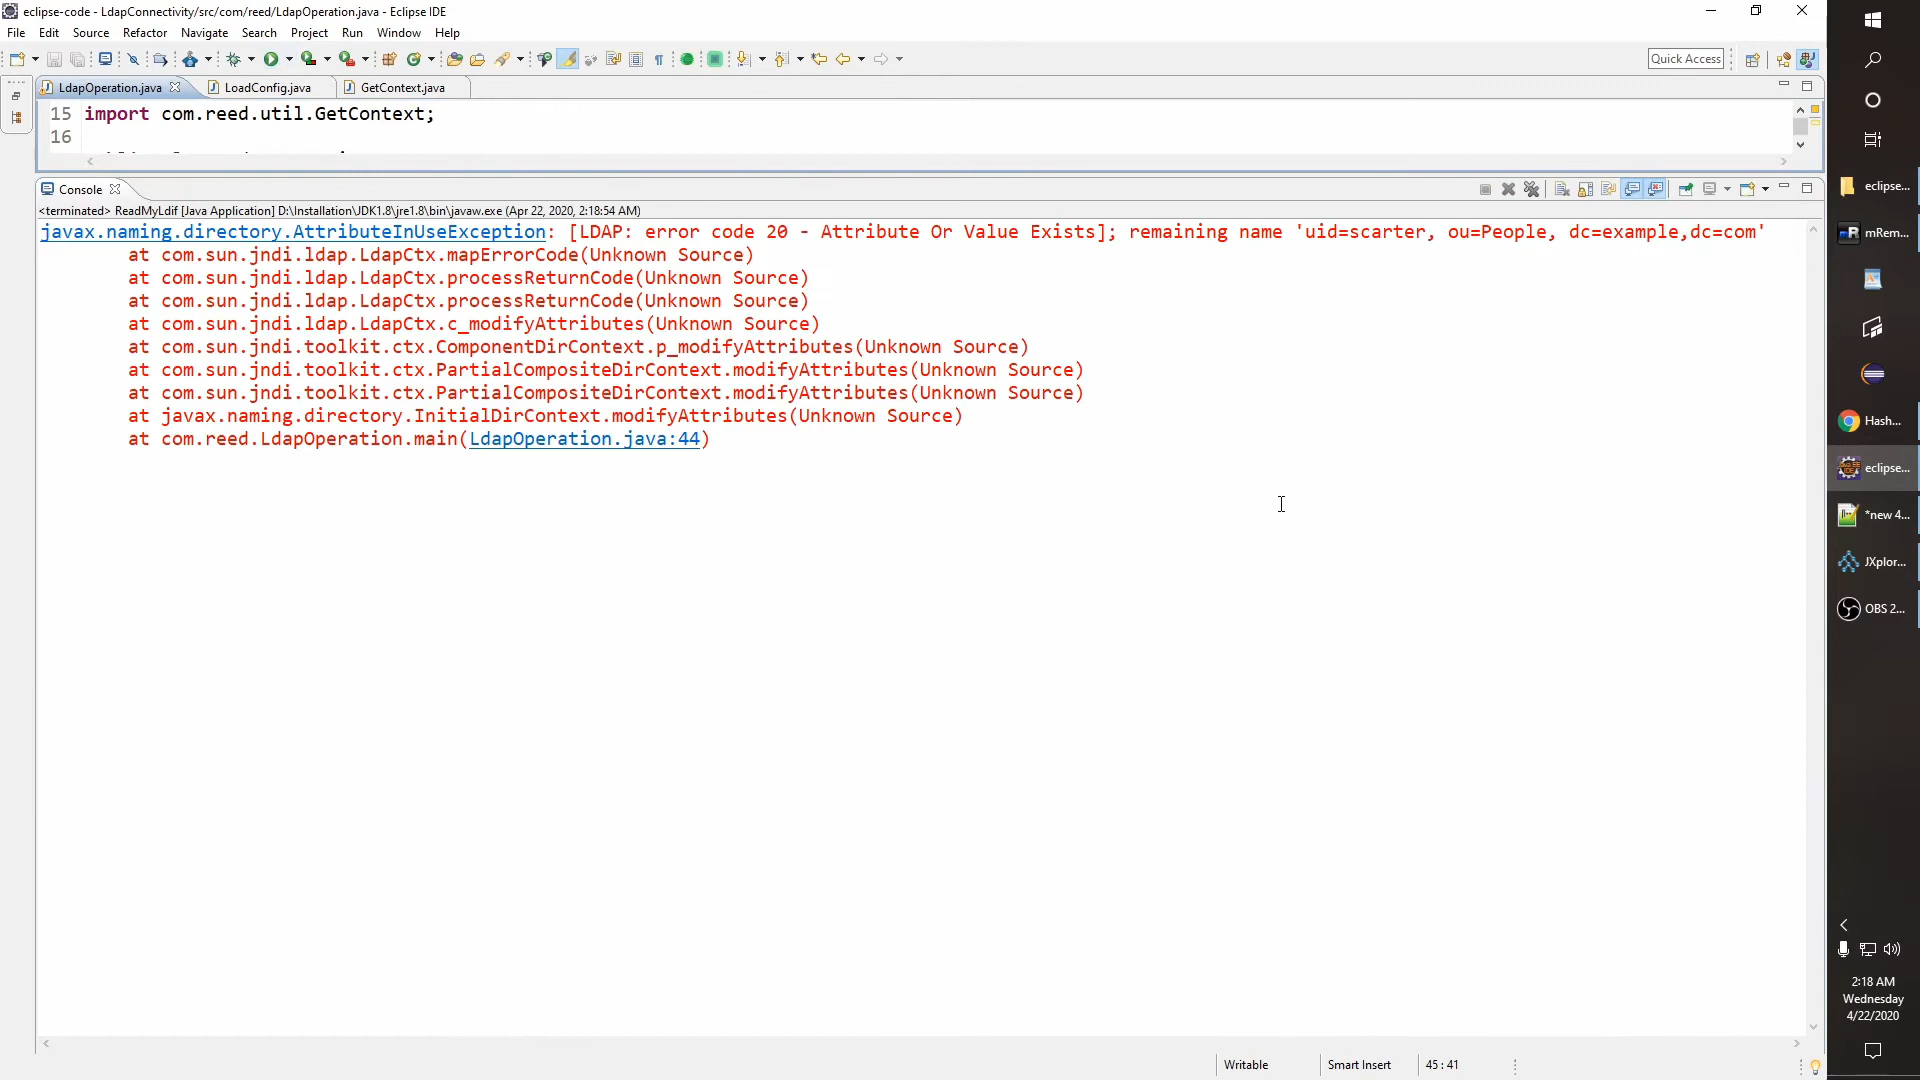 eclipse-code - LdapConnectivity/src/com/reed/LdapOperation.java - Eclipse IDE
File Edit Source Refactor Navigate Search Project Run Window Help
Quick Access
LdapOperation.java LoadConfig.java GetContext.java
15 import com.reed.util.GetContext;
16
Console
<terminated> ReadMyLdif [Java Application] D:\Installation\JDK1.8\jre1.8\bin\javaw.exe (Apr 22, 2020, 2:18:54 AM)
javax.naming.directory.AttributeInUseException: [LDAP: error code 20 - Attribute Or Value Exists]; remaining name 'uid=scarter, ou=People, dc=example,dc=com'
at com.sun.jndi.ldap.LdapCtx.mapErrorCode(Unknown Source)
at com.sun.jndi.ldap.LdapCtx.processReturnCode(Unknown Source)
at com.sun.jndi.ldap.LdapCtx.processReturnCode(Unknown Source)
at com.sun.jndi.ldap.LdapCtx.c_modifyAttributes(Unknown Source)
at com.sun.jndi.toolkit.ctx.ComponentDirContext.p_modifyAttributes(Unknown Source)
at com.sun.jndi.toolkit.ctx.PartialCompositeDirContext.modifyAttributes(Unknown Source)
at com.sun.jndi.toolkit.ctx.PartialCompositeDirContext.modifyAttributes(Unknown Source)
at javax.naming.directory.InitialDirContext.modifyAttributes(Unknown Source)
at com.reed.LdapOperation.main(LdapOperation.java:44)
Writable Smart Insert 45 : 41
eclipse...
mRem...
Hash...
eclipse...
*new 4...
JXplor...
OBS 2...
2:18 AM
Wednesday
4/22/2020